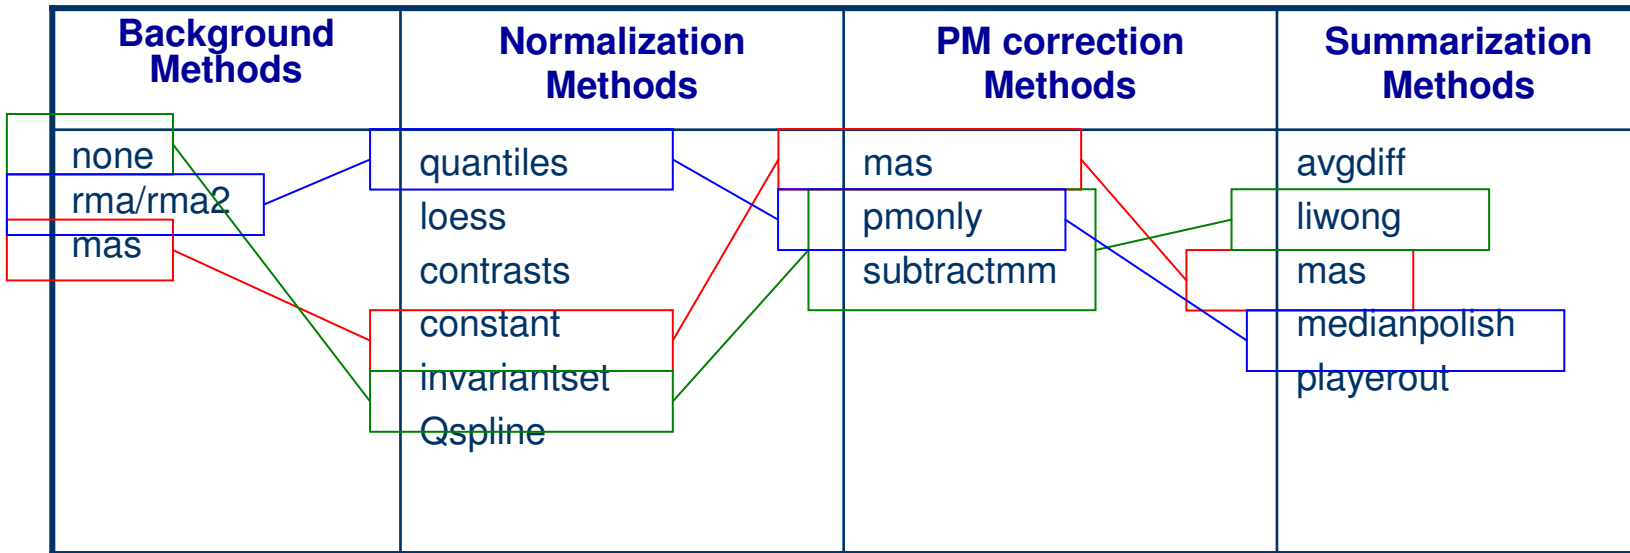 Background
Methods
Normalization
Methods
PM correction
Methods
Summarization
Methods
none
rma/rma2
mas
quantiles
loess
contrasts
constant
invariantset
Qspline
mas
pmonly
subtractmm
avgdiff
liwong
mas
medianpolish
playerout